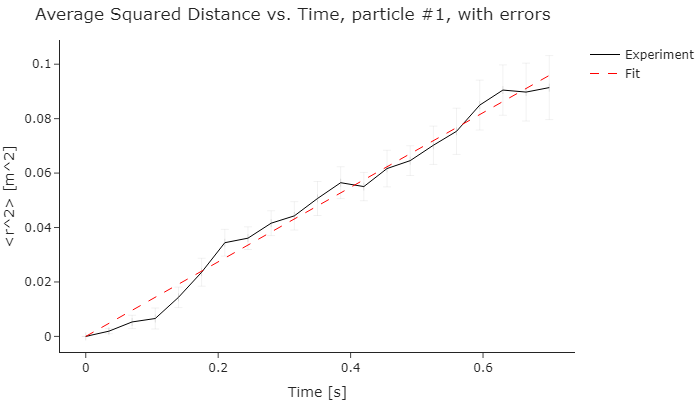 Average Squared Distance vs. Time, particle #1, with errors
Experiment
Fit
<r^2> [m^2]
0.1
0.08
0.06
0.04
0.02
0
0
0.2
0.4
0.6
Time [s]